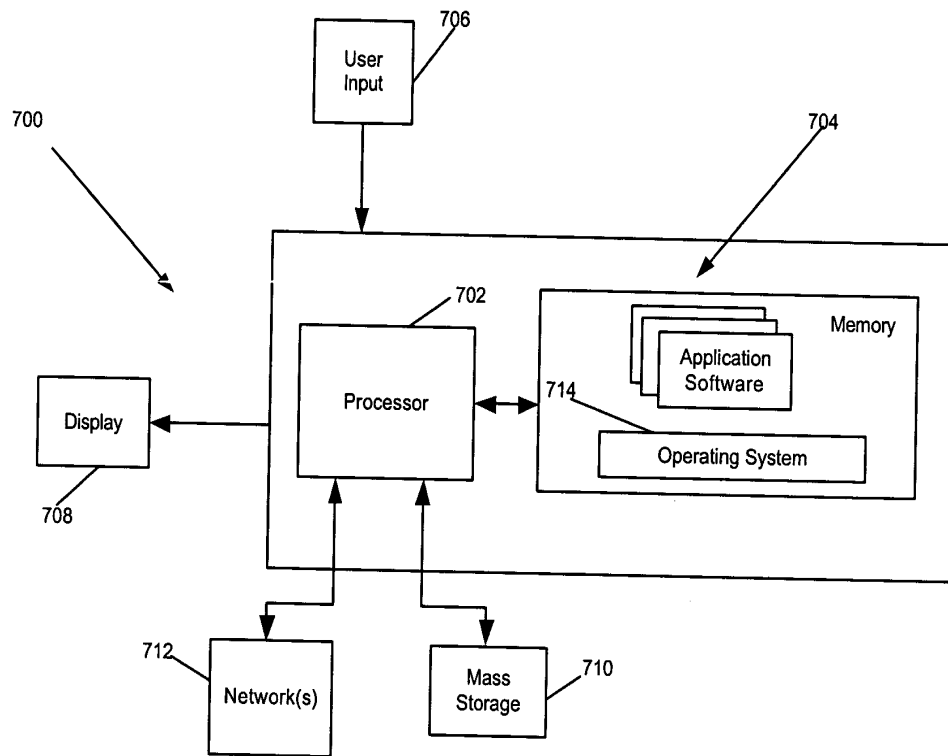 706
User
Input
700
704
702
Memory
Application
Software
714
Processor
Display
Operating System
708
712
Network(s)
Mass
Storage
710